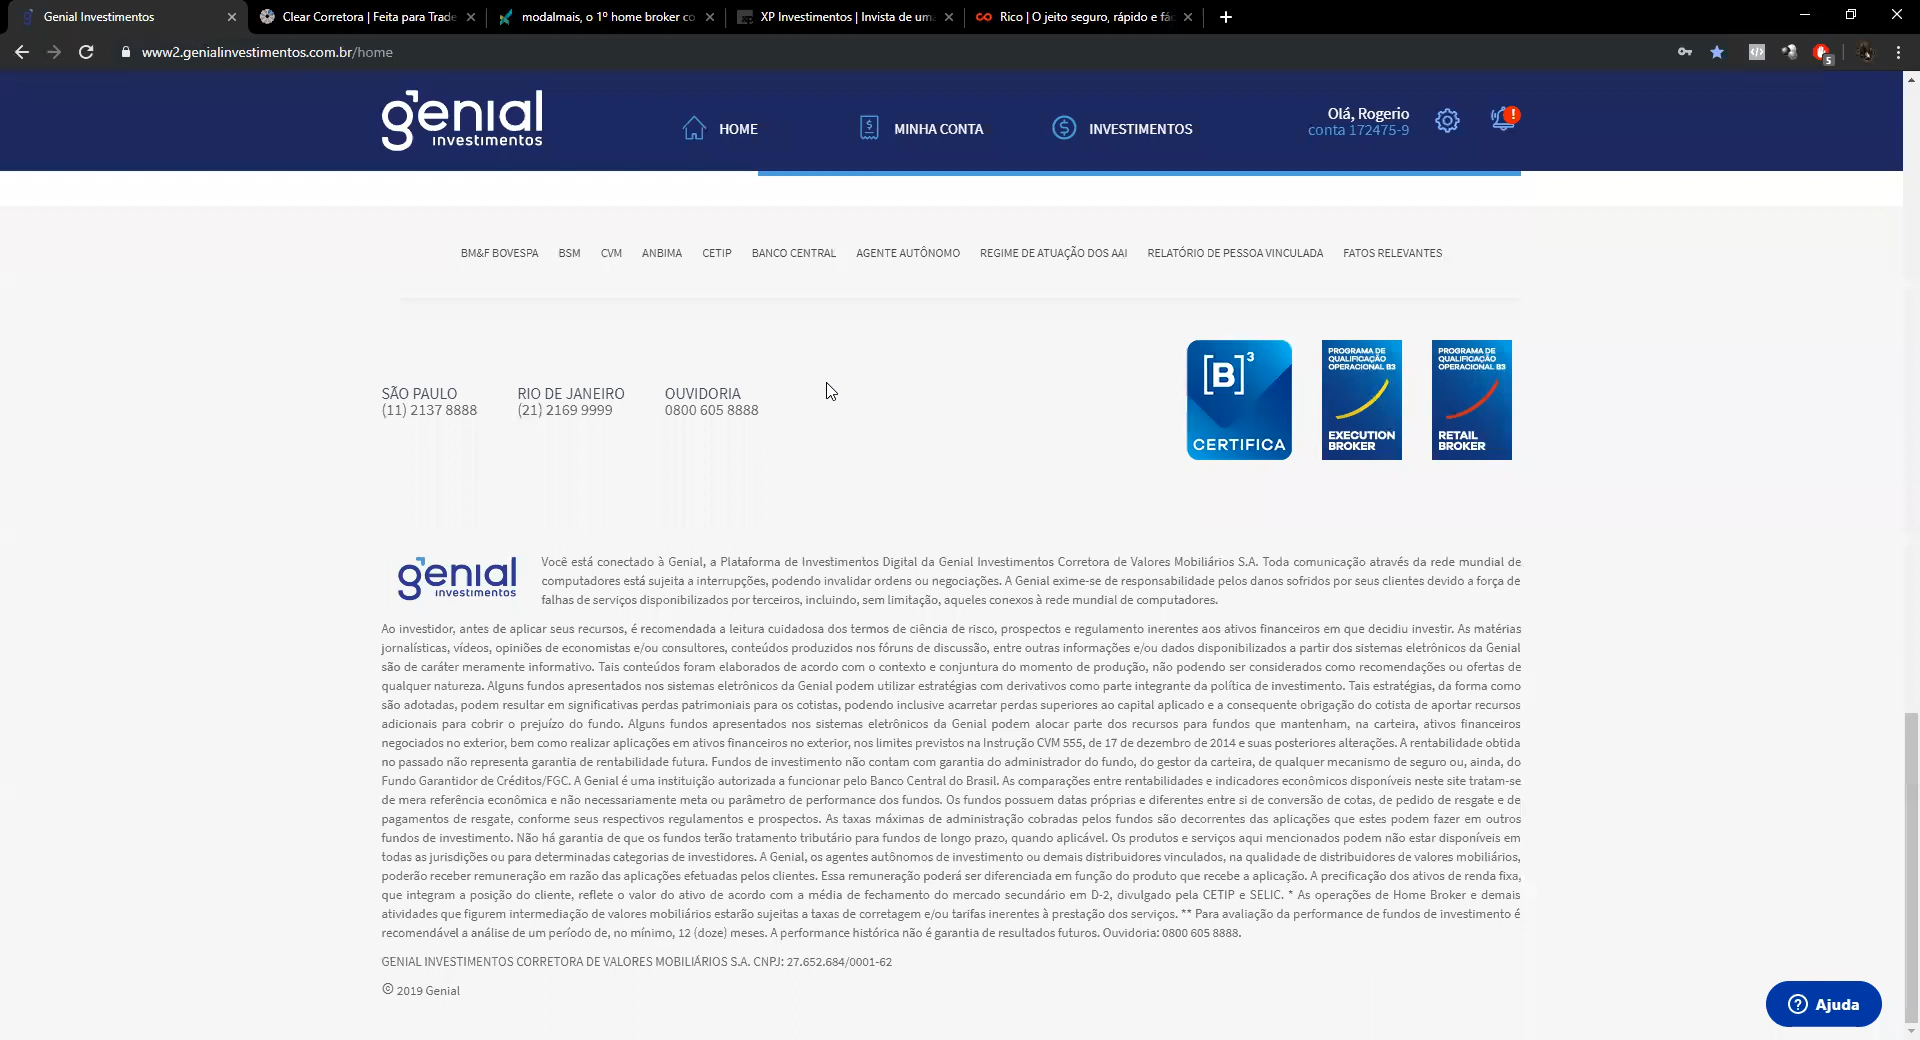 Genial Investimentos
Clear Corretora | Feita para Trade
modalmais, o 1º home broker co
XP Investimentos | Invista de um
Rico | O jeito seguro, rápido e fá
www2.genialinvestimentos.com.br/home
5
genial
investimentos
HOME
MINHA CONTA
INVESTIMENTOS
Olá, Rogerio
conta 172475-9
!
BM&F BOVESPA BSM CVM ANBIMA CETIP BANCO CENTRAL AGENTE AUTÔNOMO REGIME DE ATUAÇÃO DOS AAI RELATÓRIO DE PESSOA VINCULADA FATOS RELEVANTES
SÃO PAULO
(11) 2137 8888
RIO DE JANEIRO
(21) 2169 9999
OUVIDORIA
0800 605 8888
[B]³
CERTIFICA
PROGRAMA DE
QUALIFICAÇÃO
OPERACIONAL B3
EXECUTION
BROKER
PROGRAMA DE
QUALIFICAÇÃO
OPERACIONAL B3
RETAIL
BROKER
genial
investimentos
Você está conectado à Genial, a Plataforma de Investimentos Digital da Genial Investimentos Corretora de Valores Mobiliários S.A. Toda comunicação através da rede mundial de
computadores está sujeita a interrupções, podendo invalidar ordens ou negociações. A Genial exime-se de responsabilidade pelos danos sofridos por seus clientes devido a força de
falhas de serviços disponibilizados por terceiros, incluindo, sem limitação, aqueles conexos à rede mundial de computadores.
Ao investidor, antes de aplicar seus recursos, é recomendada a leitura cuidadosa dos termos de ciência de risco, prospectos e regulamento inerentes aos ativos financeiros em que decidiu investir. As matérias
jornalísticas, vídeos, opiniões de economistas e/ou consultores, conteúdos produzidos nos fóruns de discussão, entre outras informações e/ou dados disponibilizados a partir dos sistemas eletrônicos da Genial
são de caráter meramente informativo. Tais conteúdos foram elaborados de acordo com o contexto e conjuntura do momento de produção, não podendo ser considerados como recomendações ou ofertas de
qualquer natureza. Alguns fundos apresentados nos sistemas eletrônicos da Genial podem utilizar estratégias com derivativos como parte integrante da política de investimento. Tais estratégias, da forma como
são adotadas, podem resultar em significativas perdas patrimoniais para os cotistas, podendo inclusive acarretar perdas superiores ao capital aplicado e a consequente obrigação do cotista de aportar recursos
adicionais para cobrir o prejuízo do fundo. Alguns fundos apresentados nos sistemas eletrônicos da Genial podem alocar parte dos recursos para fundos que mantenham, na carteira, ativos financeiros
negociados no exterior, bem como realizar aplicações em ativos financeiros no exterior, nos limites previstos na Instrução CVM 555, de 17 de dezembro de 2014 e suas posteriores alterações. A rentabilidade obtida
no passado não representa garantia de rentabilidade futura. Fundos de investimento não contam com garantia do administrador do fundo, do gestor da carteira, de qualquer mecanismo de seguro ou, ainda, do
Fundo Garantidor de Créditos/FGC. A Genial é uma instituição autorizada a funcionar pelo Banco Central do Brasil. As comparações entre rentabilidades e indicadores econômicos disponíveis neste site tratam-se
de mera referência econômica e não necessariamente meta ou parâmetro de performance dos fundos. Os fundos possuem datas próprias e diferentes entre si de conversão de cotas, de pedido de resgate e de
pagamentos de resgate, conforme seus respectivos regulamentos e prospectos. As taxas máximas de administração cobradas pelos fundos são decorrentes das aplicações que estes podem fazer em outros
fundos de investimento. Não há garantia de que os fundos terão tratamento tributário para fundos de longo prazo, quando aplicável. Os produtos e serviços aqui mencionados podem não estar disponíveis em
todas as jurisdições ou para determinadas categorias de investidores. A Genial, os agentes autônomos de investimento ou demais distribuidores vinculados, na qualidade de distribuidores de valores mobiliários,
poderão receber remuneração em razão das aplicações efetuadas pelos clientes. Essa remuneração poderá ser diferenciada em função do produto que recebe a aplicação. A precificação dos ativos de renda fixa,
que integram a posição do cliente, reflete o valor do ativo de acordo com a média de fechamento do mercado secundário em D-2, divulgado pela CETIP e SELIC. * As operações de Home Broker e demais
atividades que figurem intermediação de valores mobiliários estarão sujeitas a taxas de corretagem e/ou tarifas inerentes à prestação dos serviços. ** Para avaliação da performance de fundos de investimento é
recomendável a análise de um período de, no mínimo, 12 (doze) meses. A performance histórica não é garantia de resultados futuros. Ouvidoria: 0800 605 8888.
GENIAL INVESTIMENTOS CORRETORA DE VALORES MOBILIÁRIOS S.A. CNPJ: 27.652.684/0001-62
© 2019 Genial
? Ajuda